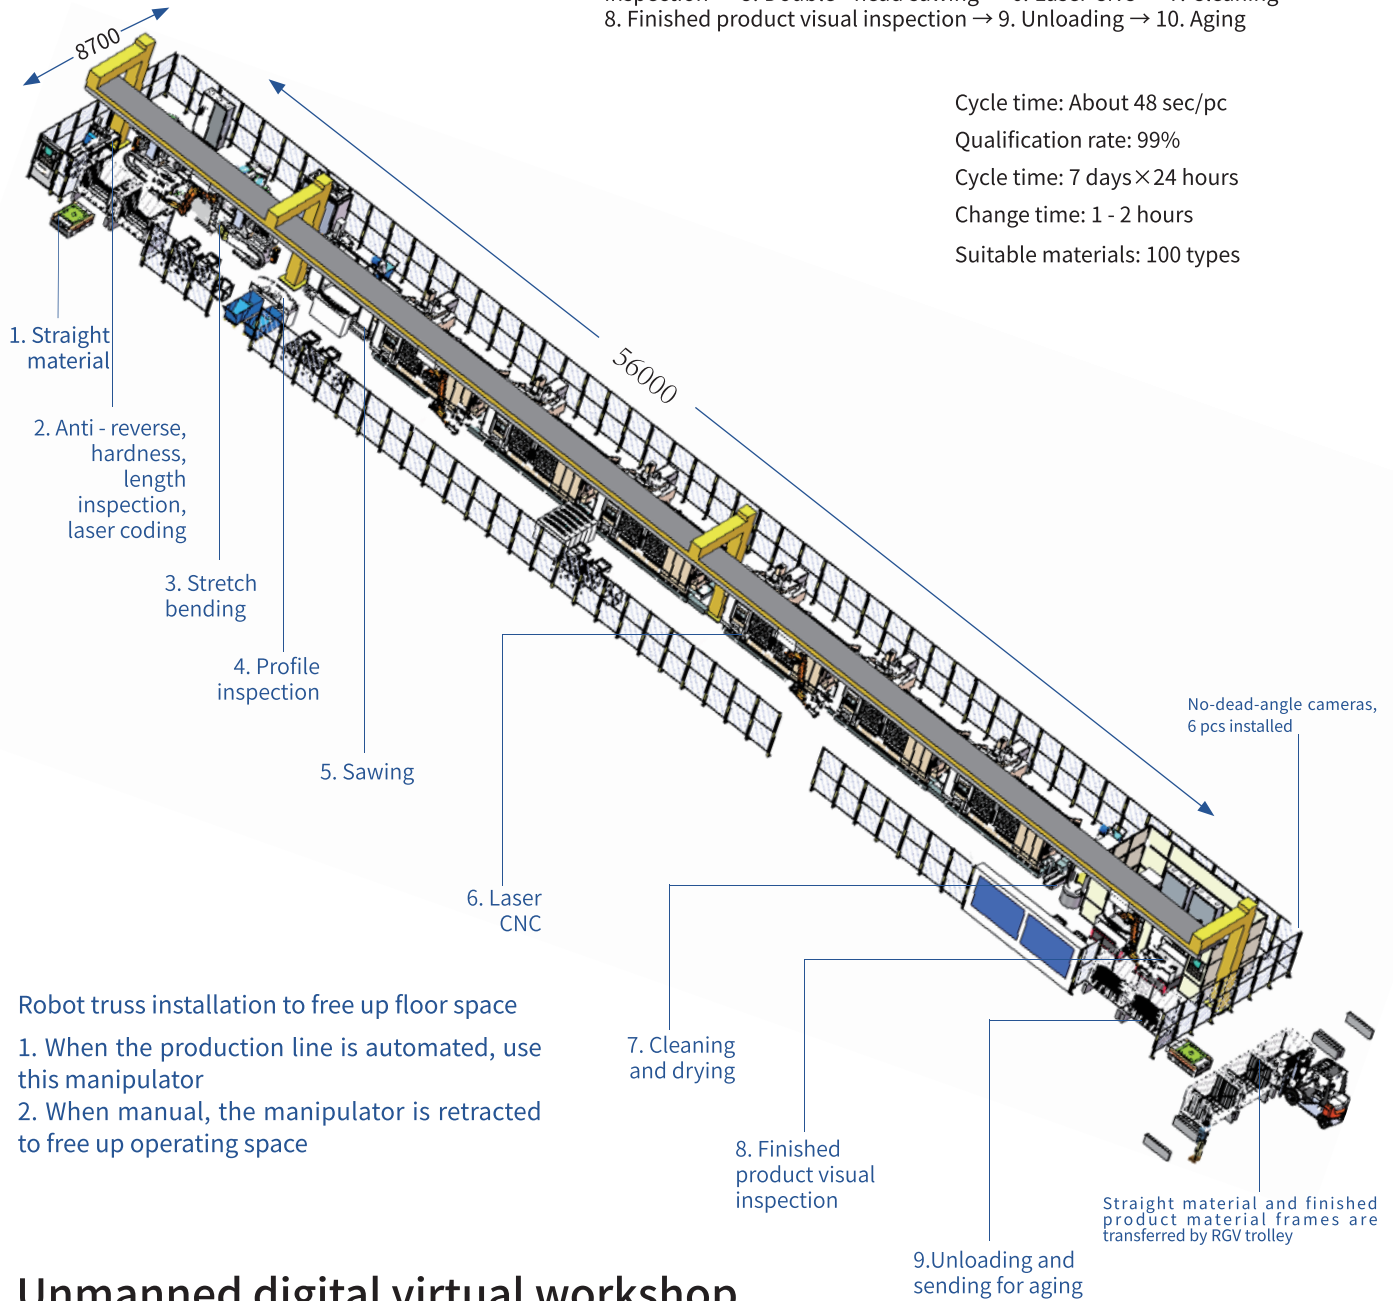 8. Finished product visual inspection → 9. Unloading → 10. Aging
8700
Cycle time: About 48 sec/pc
Qualification rate: 99%
Cycle time: 7 days×24 hours
Change time: 1 - 2 hours
Suitable materials: 100 types
56000
1. Straight
material
2. Anti - reverse,
hardness,
length
inspection,
laser coding
3. Stretch
bending
4. Profile
inspection
5. Sawing
No-dead-angle cameras,
6 pcs installed
6. Laser
CNC
Robot truss installation to free up floor space
1. When the production line is automated, use
this manipulator
2. When manual, the manipulator is retracted
to free up operating space
7. Cleaning
and drying
8. Finished
product visual
inspection
Straight material and finished
product material frames are
transferred by RGV trolley
9.Unloading and
sending for aging
Unmanned digital virtual workshop